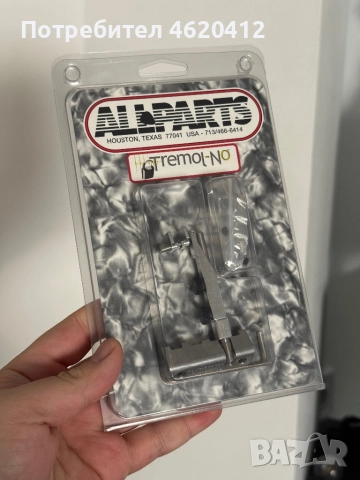 Потребител 4620412
ALLPARTS
HOUSTON, TEXAS 77041 USA - 713/466-6414
Tremol-No
BAZAR